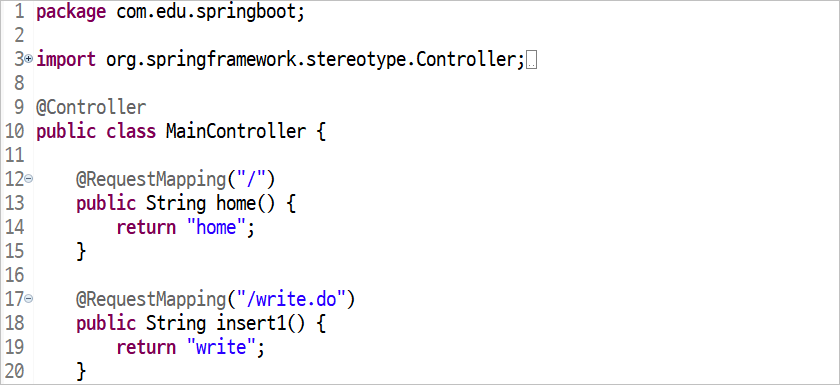 1 package com.edu.springboot;
2
3 import org.springframework.stereotype.Controller;
8
9 @Controller
10 public class MainController {
11
12 @RequestMapping("/")
13 public String home() {
14 return "home";
15 }
16
17 @RequestMapping("/write.do")
18 public String insert1() {
19 return "write";
20 }